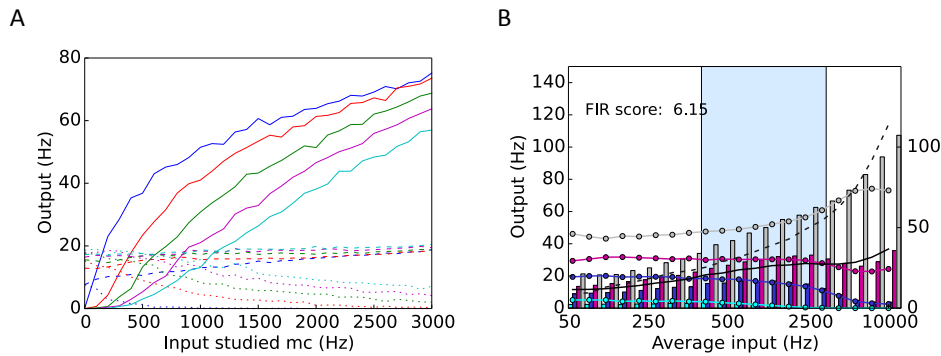 A
B
80
60
40
20
0
Output (Hz)
0 500 1000 1500 2000 2500 3000
Input studied mc (Hz)
140
120
100
80
60
40
20
0
Output (Hz)
FIR score: 6.15
100
50
0
50 250 500 2500 10000
Average input (Hz)